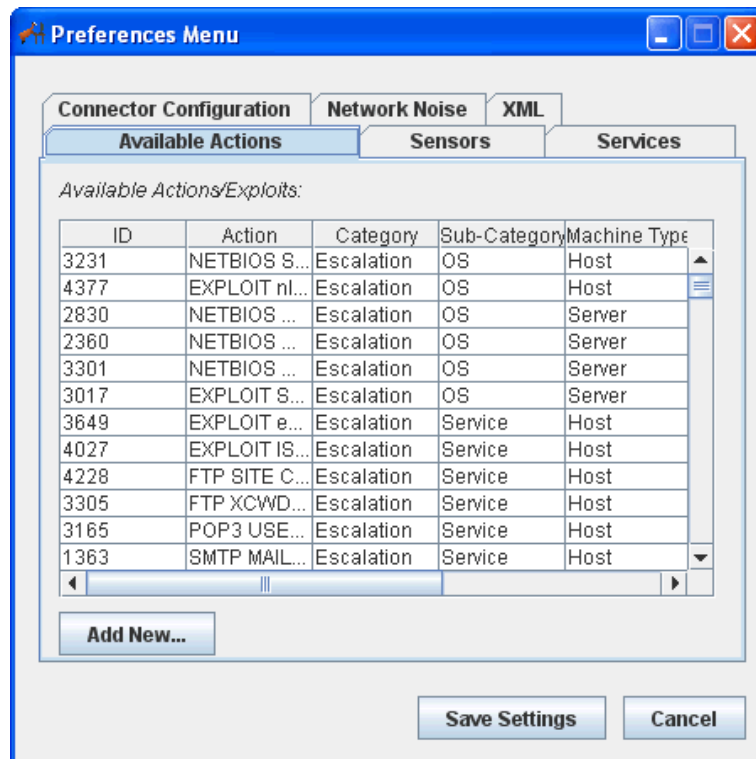 Preferences Menu
Connector Configuration Network Noise XML
Available Actions Sensors Services
Available Actions/Exploits:
ID Action Category Sub-Category Machine Type
3231 NETBIOS S... Escalation OS Host
4377 EXPLOIT nl... Escalation OS Host
2830 NETBIOS ... Escalation OS Server
2360 NETBIOS ... Escalation OS Server
3301 NETBIOS ... Escalation OS Server
3017 EXPLOIT S... Escalation OS Server
3649 EXPLOIT e... Escalation Service Host
4027 EXPLOIT IS... Escalation Service Host
4228 FTP SITE C... Escalation Service Host
3305 FTP XCWD... Escalation Service Host
3165 POP3 USE... Escalation Service Host
1363 SMTP MAIL... Escalation Service Host
Add New...
Save Settings Cancel